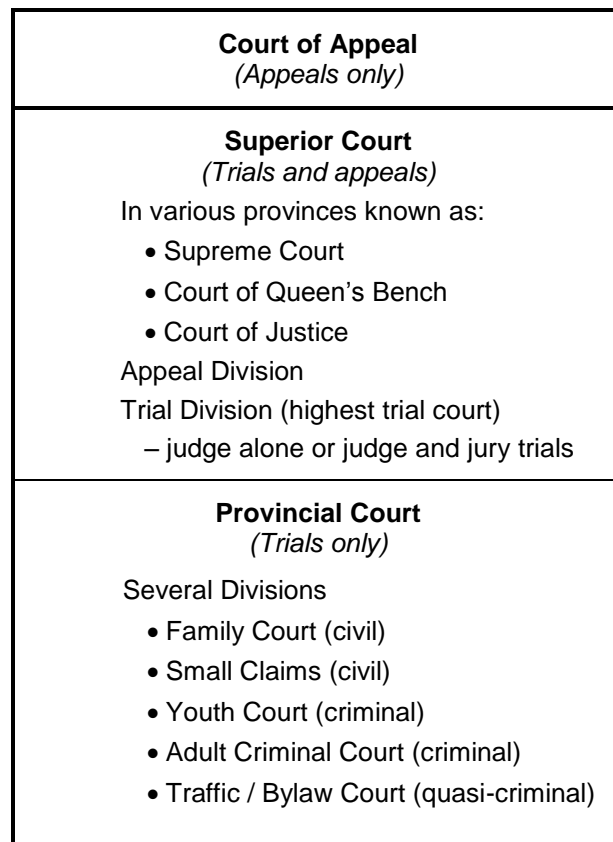 Court of Appeal
(Appeals only)
Superior Court
(Trials and appeals)
In various provinces known as:
• Supreme Court
• Court of Queen's Bench
• Court of Justice
Appeal Division
Trial Division (highest trial court)
– judge alone or judge and jury trials
Provincial Court
(Trials only)
Several Divisions
• Family Court (civil)
• Small Claims (civil)
• Youth Court (criminal)
• Adult Criminal Court (criminal)
• Traffic / Bylaw Court (quasi-criminal)